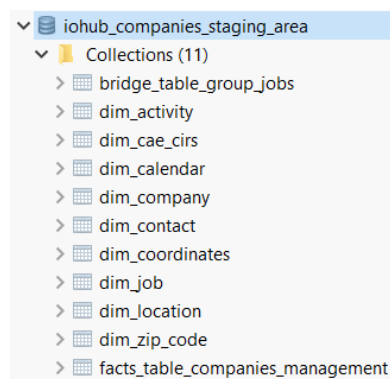 iohub_companies_staging_area
Collections (11)
bridge_table_group_jobs
dim_activity
dim_cae_cirs
dim_calendar
dim_company
dim_contact
dim_coordinates
dim_job
dim_location
dim_zip_code
facts_table_companies_management